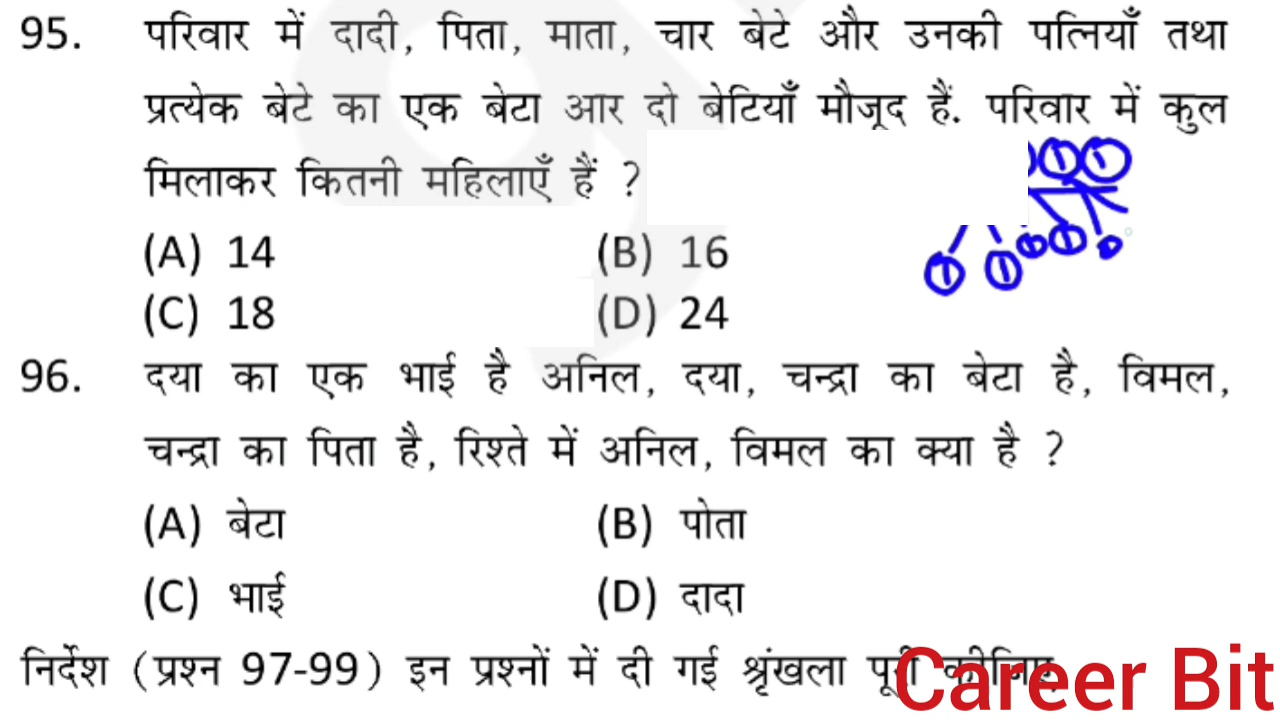 95. परिवार में दादी, पिता, माता, चार बेटे और उनकी पत्नियाँ तथा
प्रत्येक बेटे का एक बेटा आर दो बेटियाँ मौजूद हैं. परिवार में कुल
मिलाकर कितनी महिलाएँ हैं ?
(A) 14 (B) 16
(C) 18 (D) 24
96. दया का एक भाई है अनिल, दया, चन्द्रा का बेटा है, विमल,
चन्द्रा का पिता है, रिश्ते में अनिल, विमल का क्या है ?
(A) बेटा (B) पोता
(C) भाई (D) दादा
निर्देश (प्रश्न 97-99) इन प्रश्नों में दी गई श्रृंखला पूरी
Career Bit